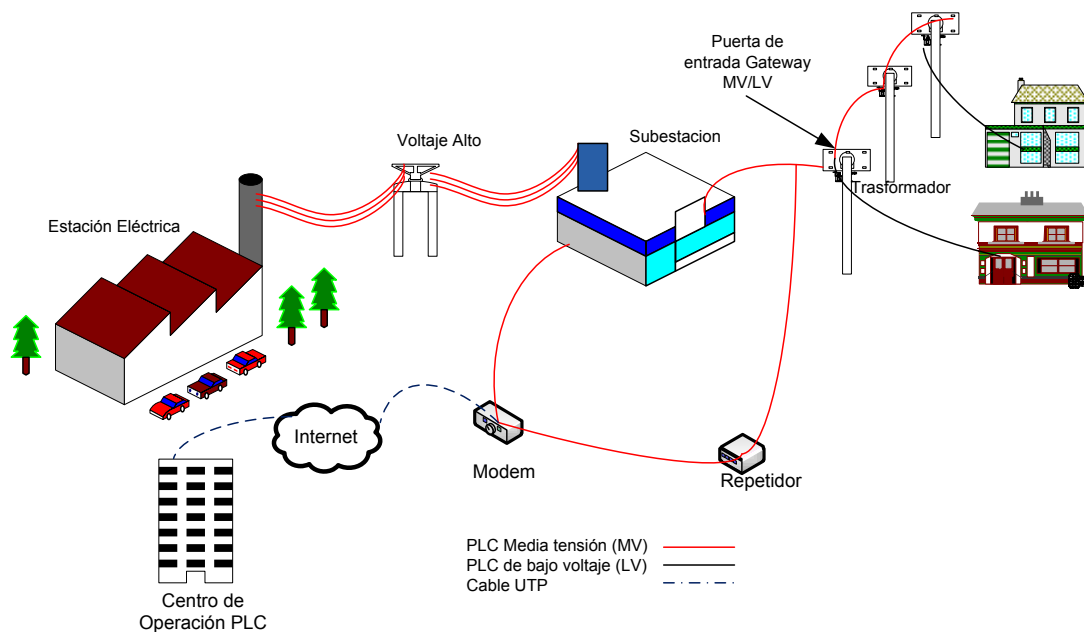 Puerta de
entrada Gateway
MV/LV
Voltaje Alto
Subestacion
Trasformador
Estación Eléctrica
Internet
Modem
Repetidor
PLC Media tensión (MV)
PLC de bajo voltaje (LV)
Cable UTP
Centro de
Operación PLC